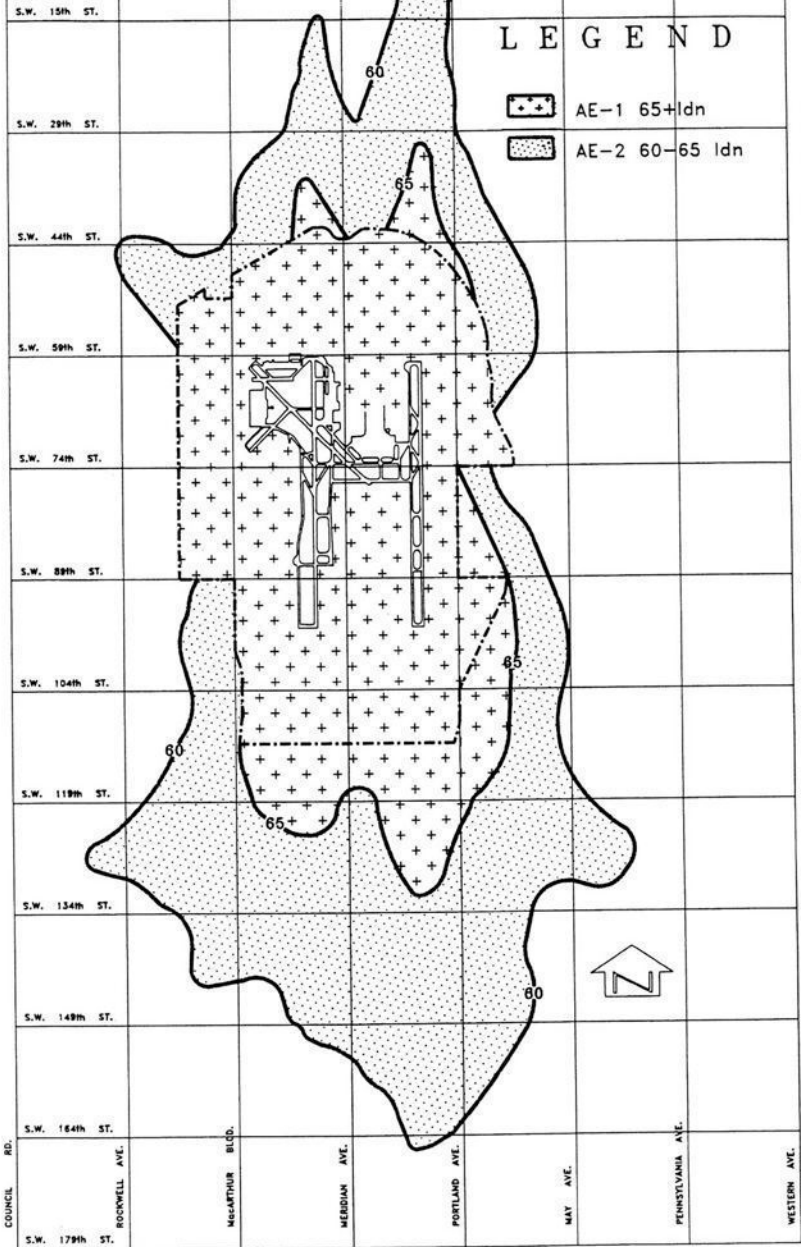 S.W. 15th ST.
L E G E N D
60
AE-1 65+ldn
S.W. 29th ST.
AE-2 60-65 ldn
65
S.W. 44th ST.
S.W. 59th ST.
S.W. 74th ST.
S.W. 89th ST.
65
S.W. 104th ST.
60
S.W. 119th ST.
65
S.W. 134th ST.
N
60
S.W. 149th ST.
S.W. 164th ST.
COUNCIL RD.
ROCKWELL AVE.
MacARTHUR BLOD.
MERIDIAN AVE.
PORTLAND AVE.
MAY AVE.
PENNSYLVANIA AVE.
WESTERN AVE.
S.W. 179th ST.